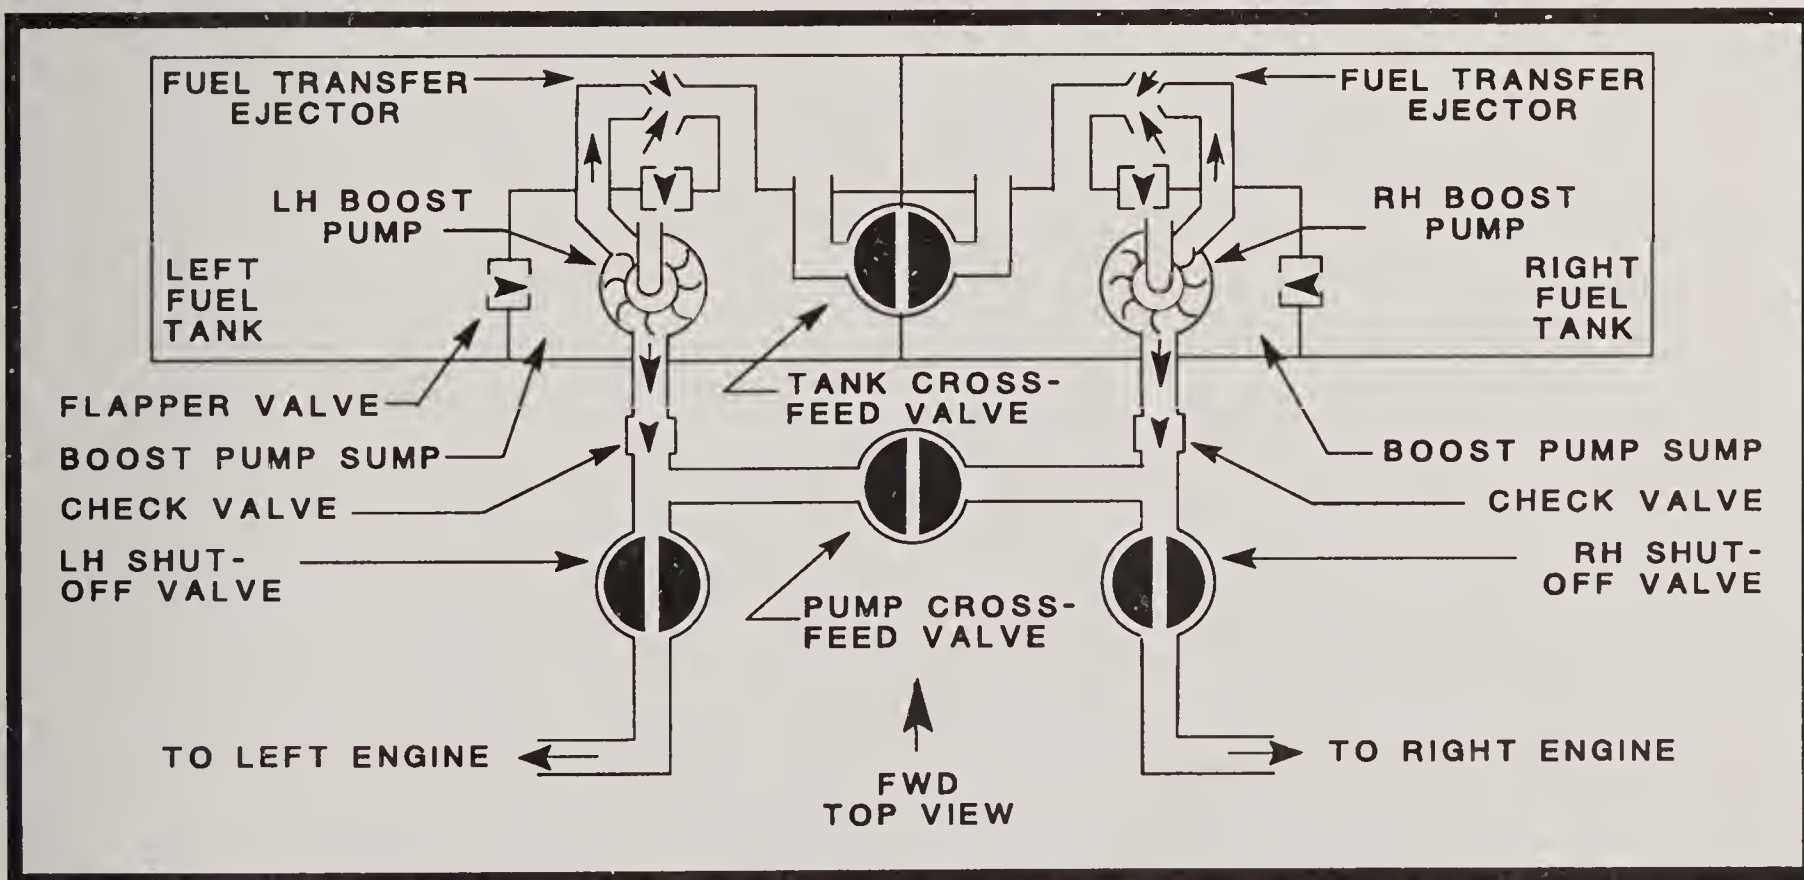 FUEL TRANSFER
EJECTOR
FUEL TRANSFER
EJECTOR
LH BOOST
PUMP
RH BOOST
PUMP
LEFT
FUEL
TANK
RIGHT
FUEL
TANK
FLAPPER VALVE
TANK CROSS-
FEED VALVE
BOOST PUMP SUMP
BOOST PUMP SUMP
CHECK VALVE
CHECK VALVE
LH SHUT-
OFF VALVE
RH SHUT-
OFF VALVE
PUMP CROSS-
FEED VALVE
TO LEFT ENGINE
TO RIGHT ENGINE
FWD
TOP VIEW